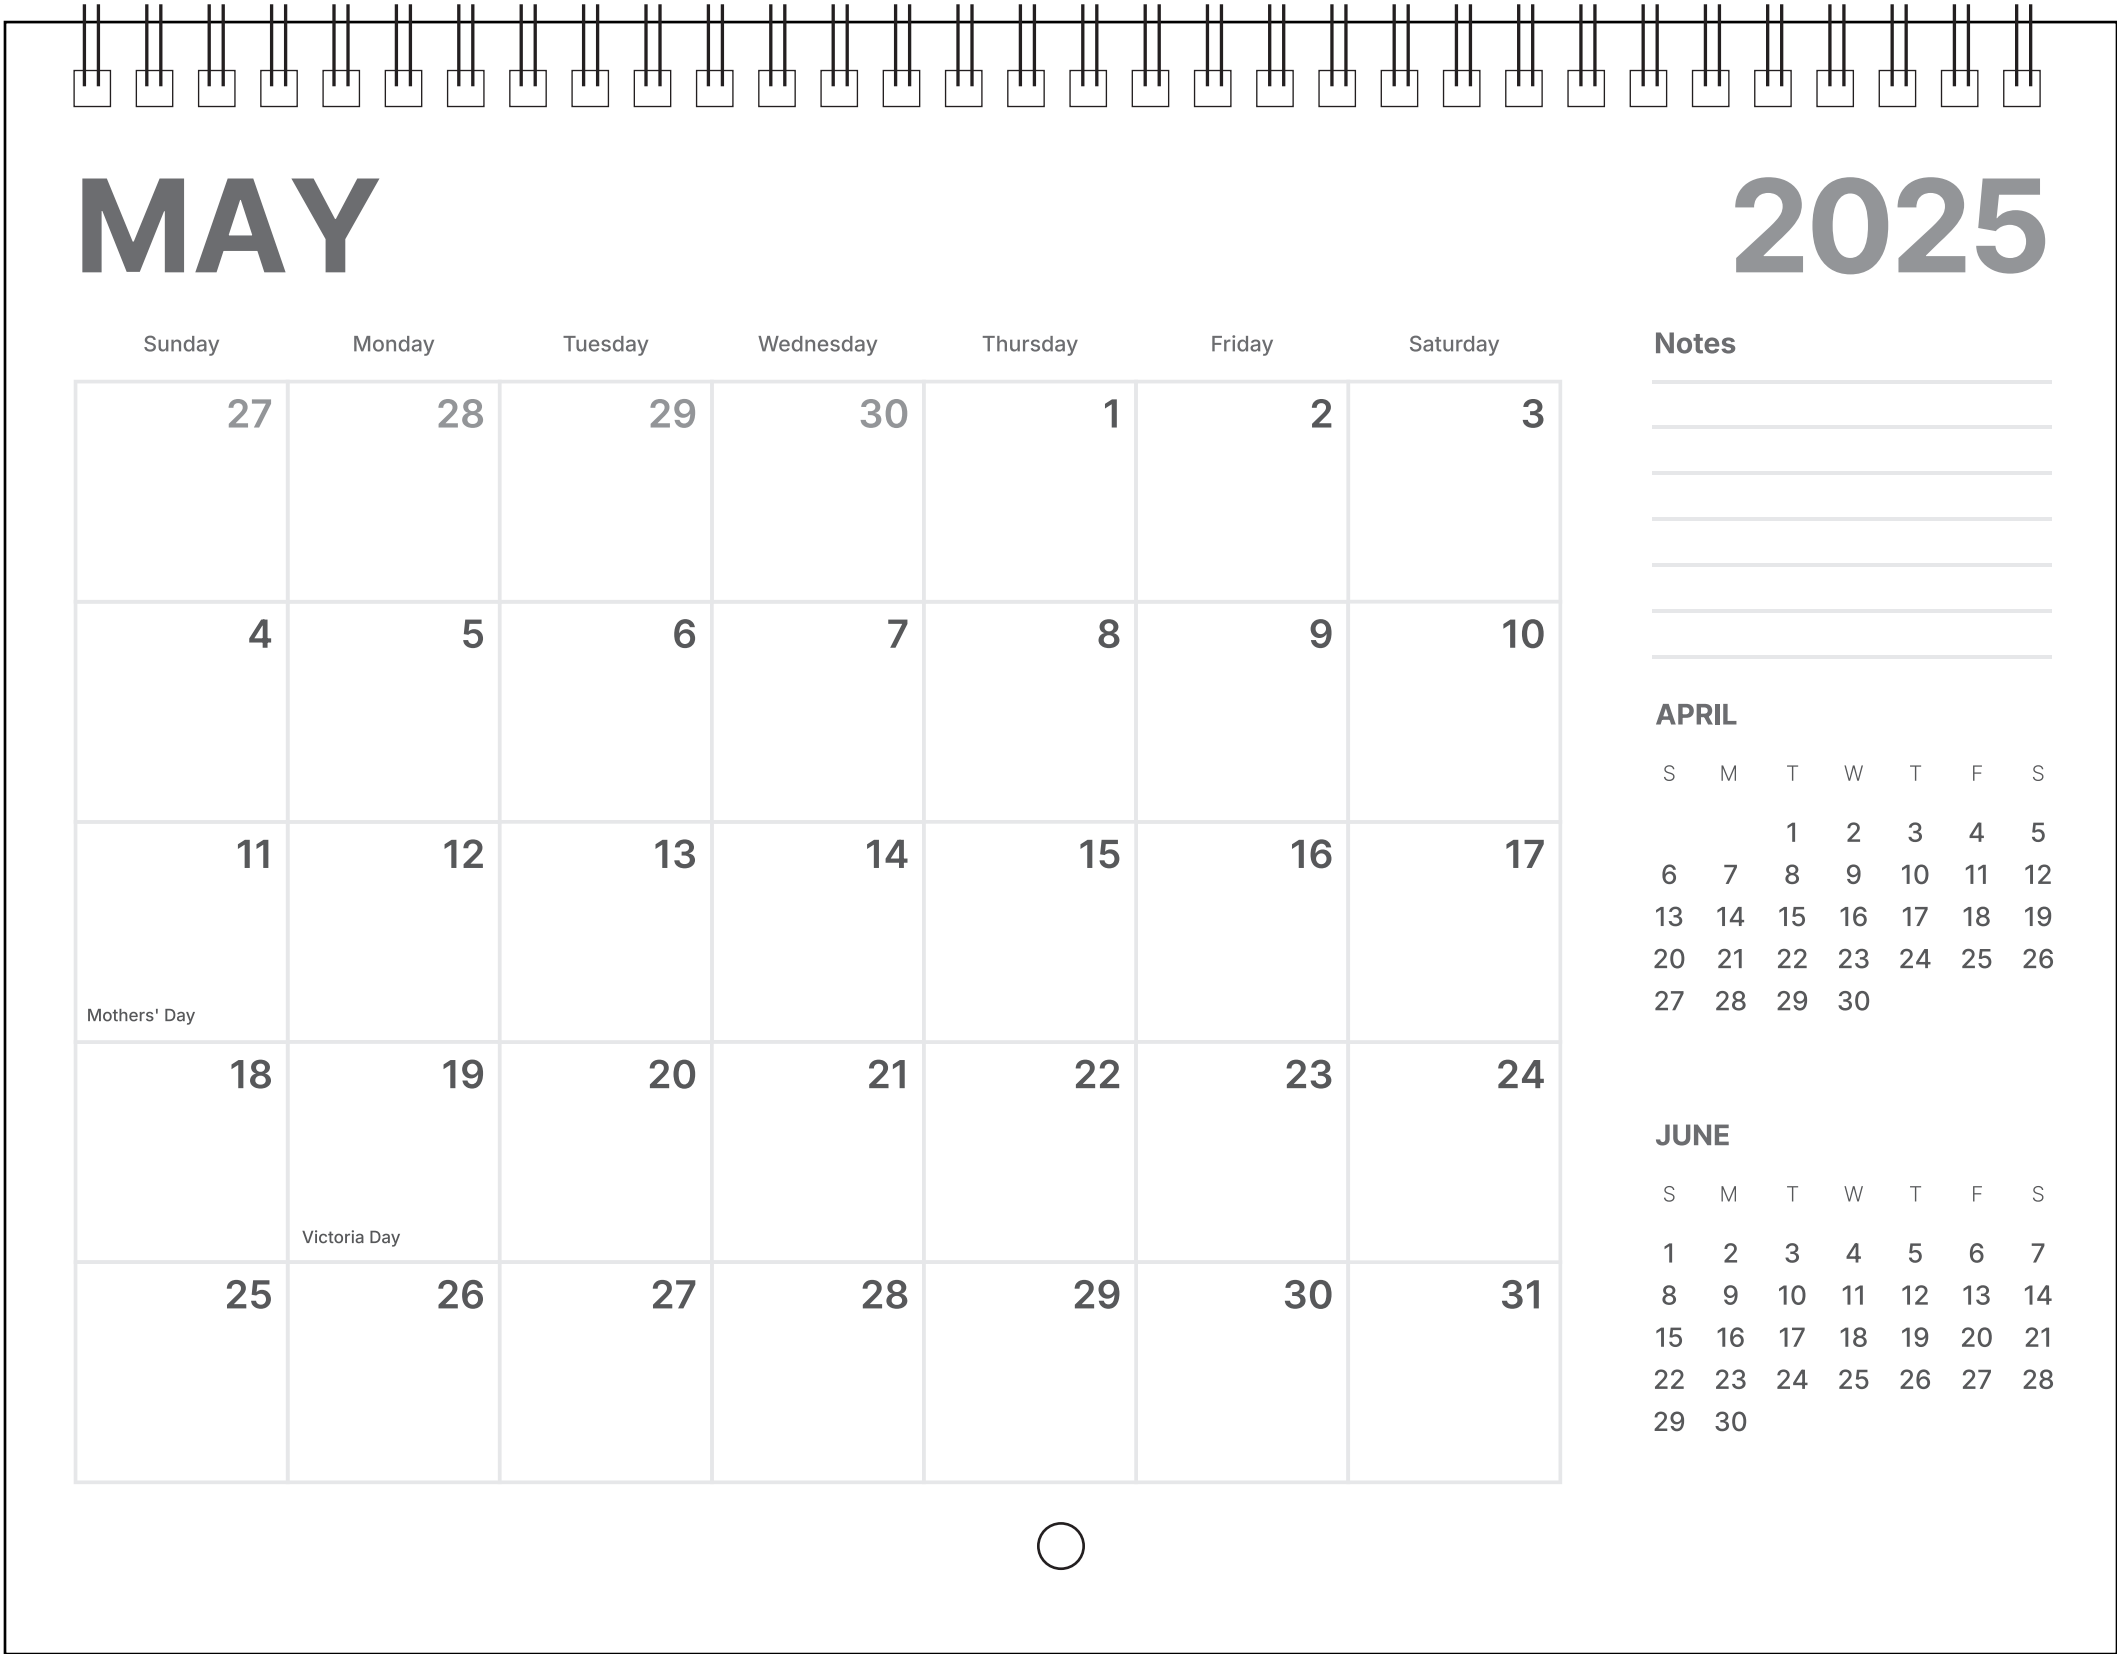 MAY 2025
Sunday Monday Tuesday Wednesday Thursday Friday Saturday
27 28 29 30 1 2 3
4 5 6 7 8 9 10
11 12 13 14 15 16 17
Mothers' Day
18 19 20 21 22 23 24
Victoria Day
25 26 27 28 29 30 31
Notes
APRIL
S M T W T F S
1 2 3 4 5
6 7 8 9 10 11 12
13 14 15 16 17 18 19
20 21 22 23 24 25 26
27 28 29 30
JUNE
S M T W T F S
1 2 3 4 5 6 7
8 9 10 11 12 13 14
15 16 17 18 19 20 21
22 23 24 25 26 27 28
29 30